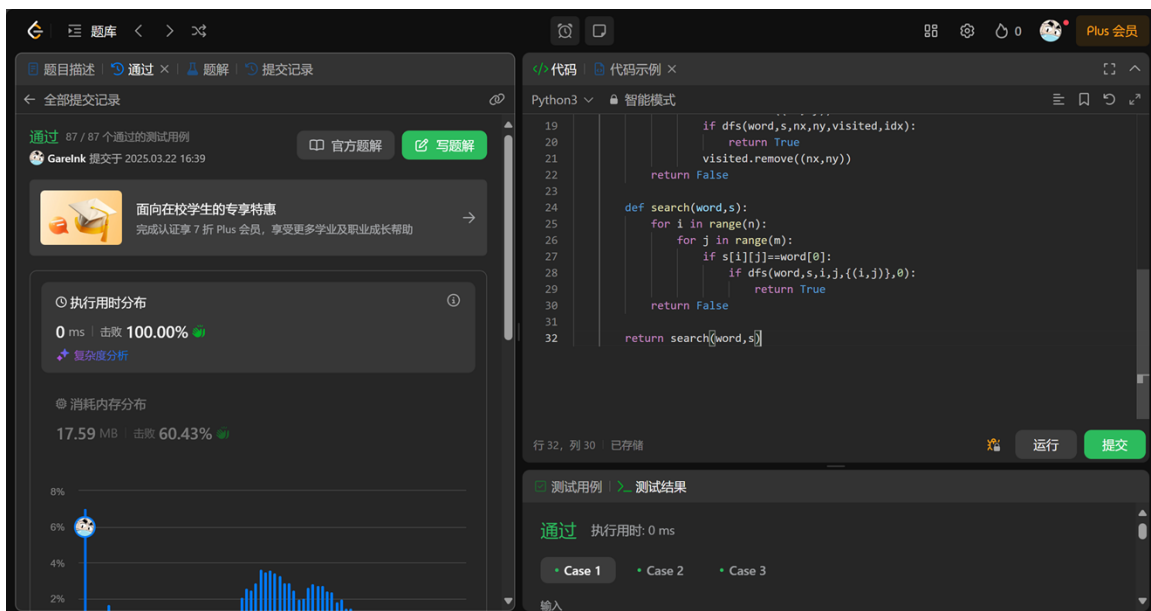 题库
0
Plus 会员
题目描述
通过
题解
提交记录
全部提交记录
通过 87 / 87 个通过的测试用例
GareInk 提交于 2025.03.22 16:39
官方题解
写题解
面向在校学生的专享特惠
完成认证享 7 折 Plus 会员，享受更多学业及职业成长帮助
执行用时分布
0 ms 击败 100.00%
复杂度分析
消耗内存分布
17.59 MB 击败 60.43%
8%
6%
4%
2%
</>代码
代码示例
Python3
智能模式
19 if dfs(word,s,nx,ny,visited,idx):
20 return True
21 visited.remove((nx,ny))
22 return False
23
24 def search(word,s):
25 for i in range(n):
26 for j in range(m):
27 if s[i][j]==word[0]:
28 if dfs(word,s,i,j,{(i,j)},0):
29 return True
30 return False
31
32 return search(word,s)
行 32，列 30 已存储
运行
提交
测试用例
测试结果
通过 执行用时: 0 ms
• Case 1
• Case 2
• Case 3
输入